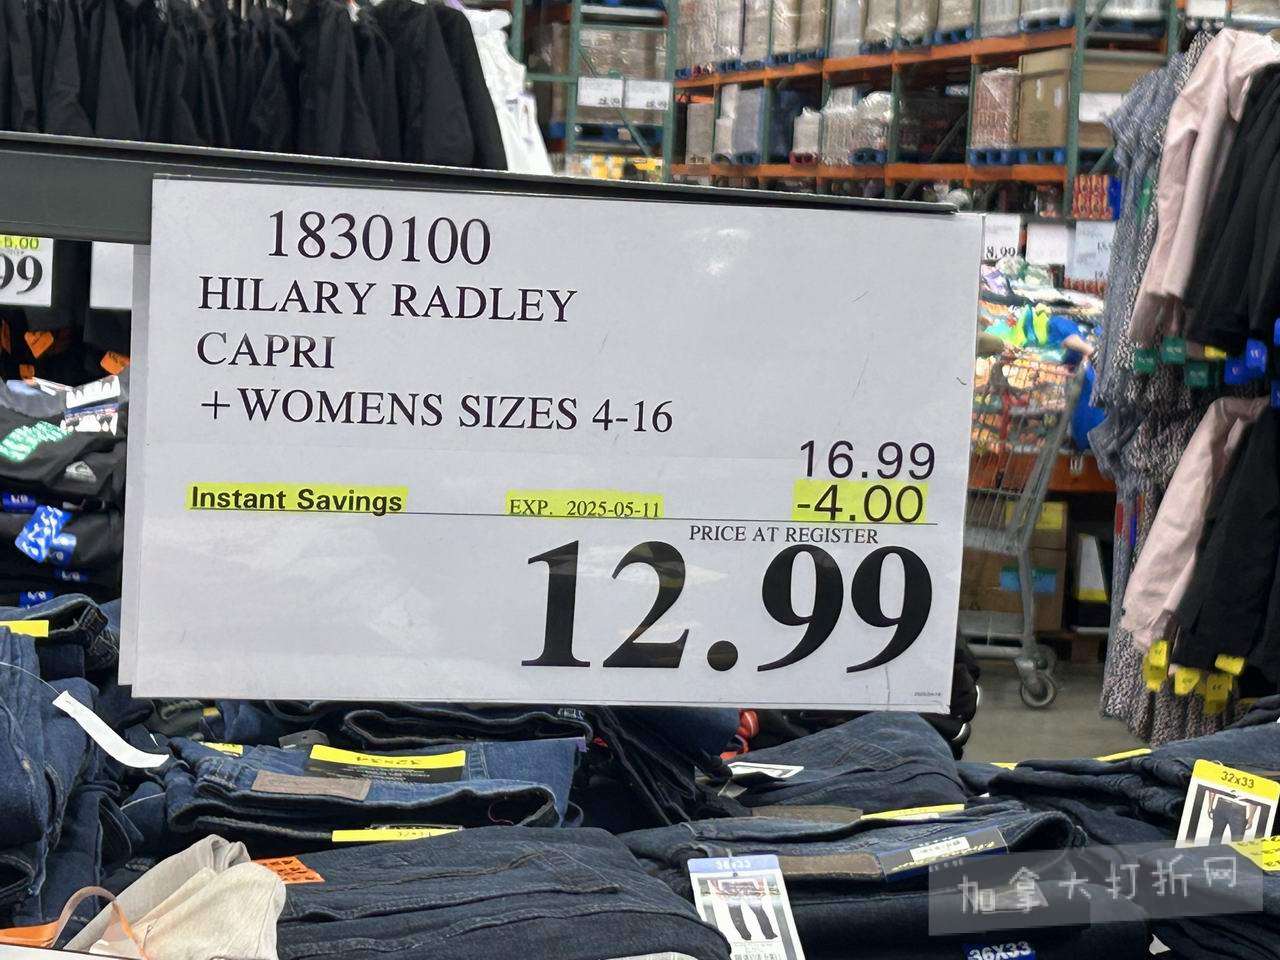 1830100
HILARY RADLEY
CAPRI
+WOMENS SIZES 4-16
16.99
Instant Savings EXP. 2025-05-11 -4.00
PRICE AT REGISTER
12.99
99
32x33
36X33
加拿大打折网